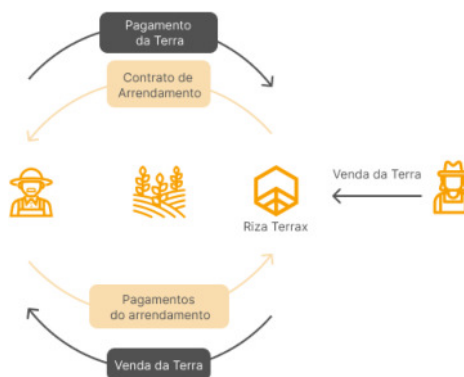 Pagamento
da Terra
Contrato de
Arrendamento
Venda da Terra
Riza Terrax
Pagamentos
do arrendamento
Venda da Terra